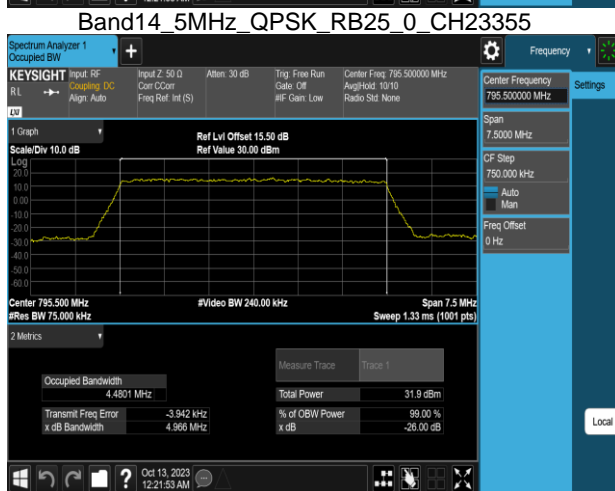 Band14_5MHz_QPSK_RB25_0_CH23355
Spectrum Analyzer 1
Occupied BW
Frequency
KEYSIGHT
Input: RF
Input Z: 50 Ω
Atten: 30 dB
Trig: Free Run
Center Freq: 795.500000 MHz
RL
Coupling: DC
Corr CCorr
Gate: Off
Avg|Hold: 10/10
Align: Auto
Freq Ref: Int (S)
#IF Gain: Low
Radio Std: None
LXI
Center Frequency
795.500000 MHz
Settings
Span
7.5000 MHz
CF Step
750.000 kHz
Auto
Man
Freq Offset
0 Hz
1 Graph
Ref Lvl Offset 15.50 dB
Scale/Div 10.0 dB
Ref Value 30.00 dBm
Log
20.0
10.0
0.00
-10.0
-20.0
-30.0
-40.0
-50.0
-60.0
Center 795.500 MHz
#Video BW 240.00 kHz
Span 7.5 MHz
#Res BW 75.000 kHz
Sweep 1.33 ms (1001 pts)
2 Metrics
Measure Trace
Trace 1
Occupied Bandwidth
4.4801 MHz
Total Power
31.9 dBm
Transmit Freq Error
-3.942 kHz
% of OBW Power
99.00 %
x dB Bandwidth
4.966 MHz
x dB
-26.00 dB
Local
Oct 13, 2023
12:21:53 AM